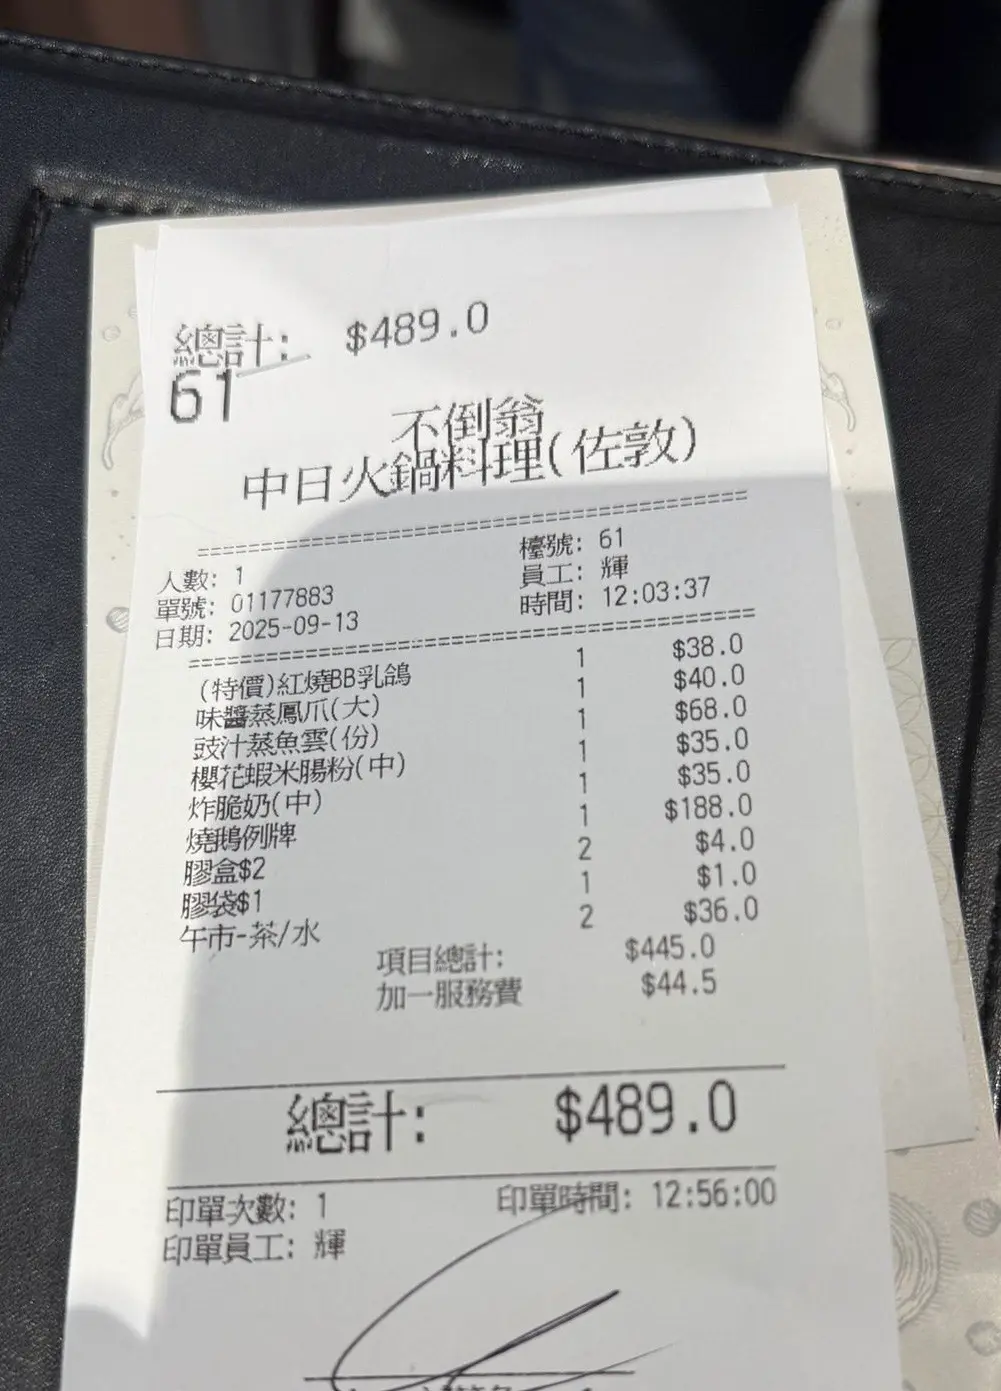 總計: $489.0
61
不倒翁
中日火鍋料理(佐敦)
人數: 1 檯號: 61
單號: 01177883 員工: 輝
日期: 2025-09-13 時間: 12:03:37
(特價)紅燒BB乳鴿 1 $38.0
味醬蒸鳳爪(大) 1 $40.0
豉汁蒸魚雲(份) 1 $68.0
櫻花蝦米腸粉(中) 1 $35.0
炸脆奶(中) 1 $35.0
燒鵝例牌 1 $188.0
膠盒$2 2 $4.0
膠袋$1 1 $1.0
午市-茶/水 2 $36.0
項目總計: $445.0
加一服務費 $44.5
總計: $489.0
印單次數: 1 印單時間: 12:56:00
印單員工: 輝